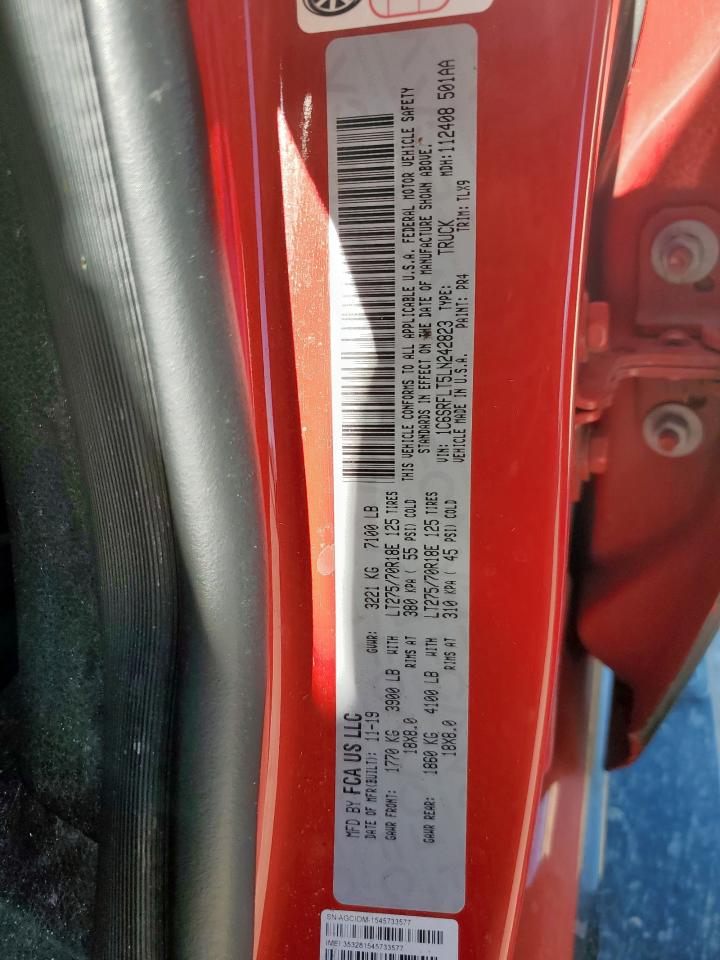 MFD BY FCA US LLC
DATE OF MFR(BUILT): 11-19 GVWR: 3221 KG 7100 LB
GAWR FRONT: 1770 KG 3900 LB WITH LT275/70R18E 125 TIRES
18X8.0 RIMS AT 380 KPA ( 55 PSI) COLD
GAWR REAR: 1860 KG 4100 LB WITH LT275/70R18E 125 TIRES
18X8.0 RIMS AT 310 KPA ( 45 PSI) COLD
THIS VEHICLE CONFORMS TO ALL APPLICABLE U.S.A. FEDERAL MOTOR VEHICLE SAFETY
STANDARDS IN EFFECT ON THE DATE OF MANUFACTURE SHOWN ABOVE.
VIN: 1C6SRFLT5LN242823 TYPE: TRUCK MDH: 112408 501AA
VEHICLE MADE IN U.S.A. PAINT: PR4 TRIM: TLX9
SN:AGCIOM-1545733577
IMEI 353281545733577